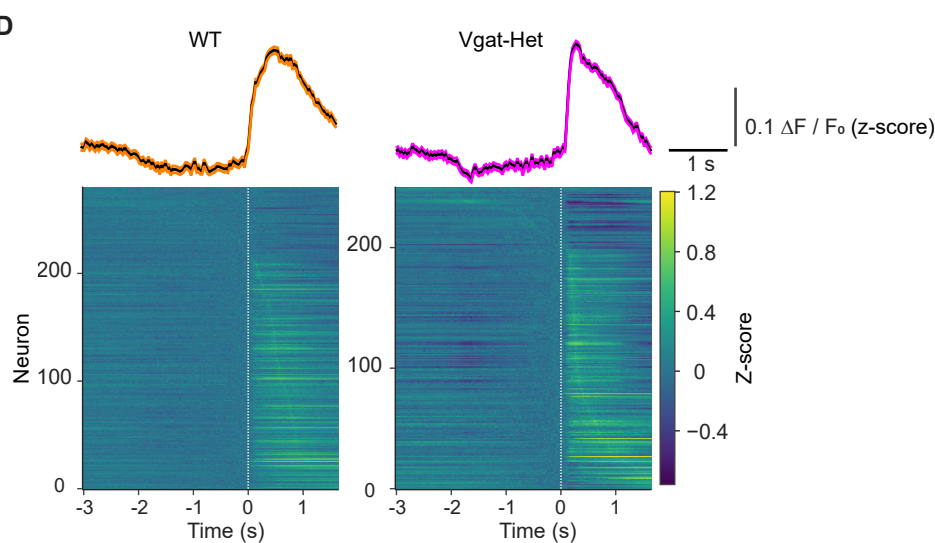 D
WT
Vgat-Het
0.1 ΔF / F₀ (z-score)
1 s
Neuron
200
100
0
200
100
0
1.2
0.8
0.4
0
−0.4
Z-score
-3 -2 -1 0 1
Time (s)
-3 -2 -1 0 1
Time (s)